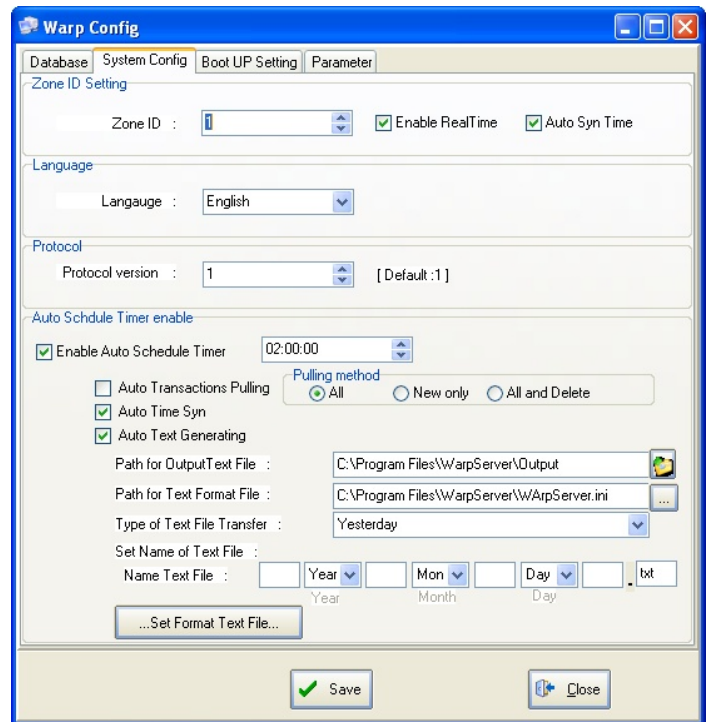 Warp Config
Database System Config Boot UP Setting Parameter
Zone ID Setting
Zone ID : 1 Enable RealTime Auto Syn Time
Language
Langauge : English
Protocol
Protocol version : 1 [ Default :1 ]
Auto Schdule Timer enable
Enable Auto Schedule Timer 02:00:00
Pulling method
Auto Transactions Pulling All New only All and Delete
Auto Time Syn
Auto Text Generating
Path for OutputText File : C:\Program Files\WarpServer\Output
Path for Text Format File : C:\Program Files\WarpServer\WArpServer.ini ...
Type of Text File Transfer : Yesterday
Set Name of Text File :
Name Text File : Year Mon Day . txt
Year Month Day
...Set Format Text File...
Save Close